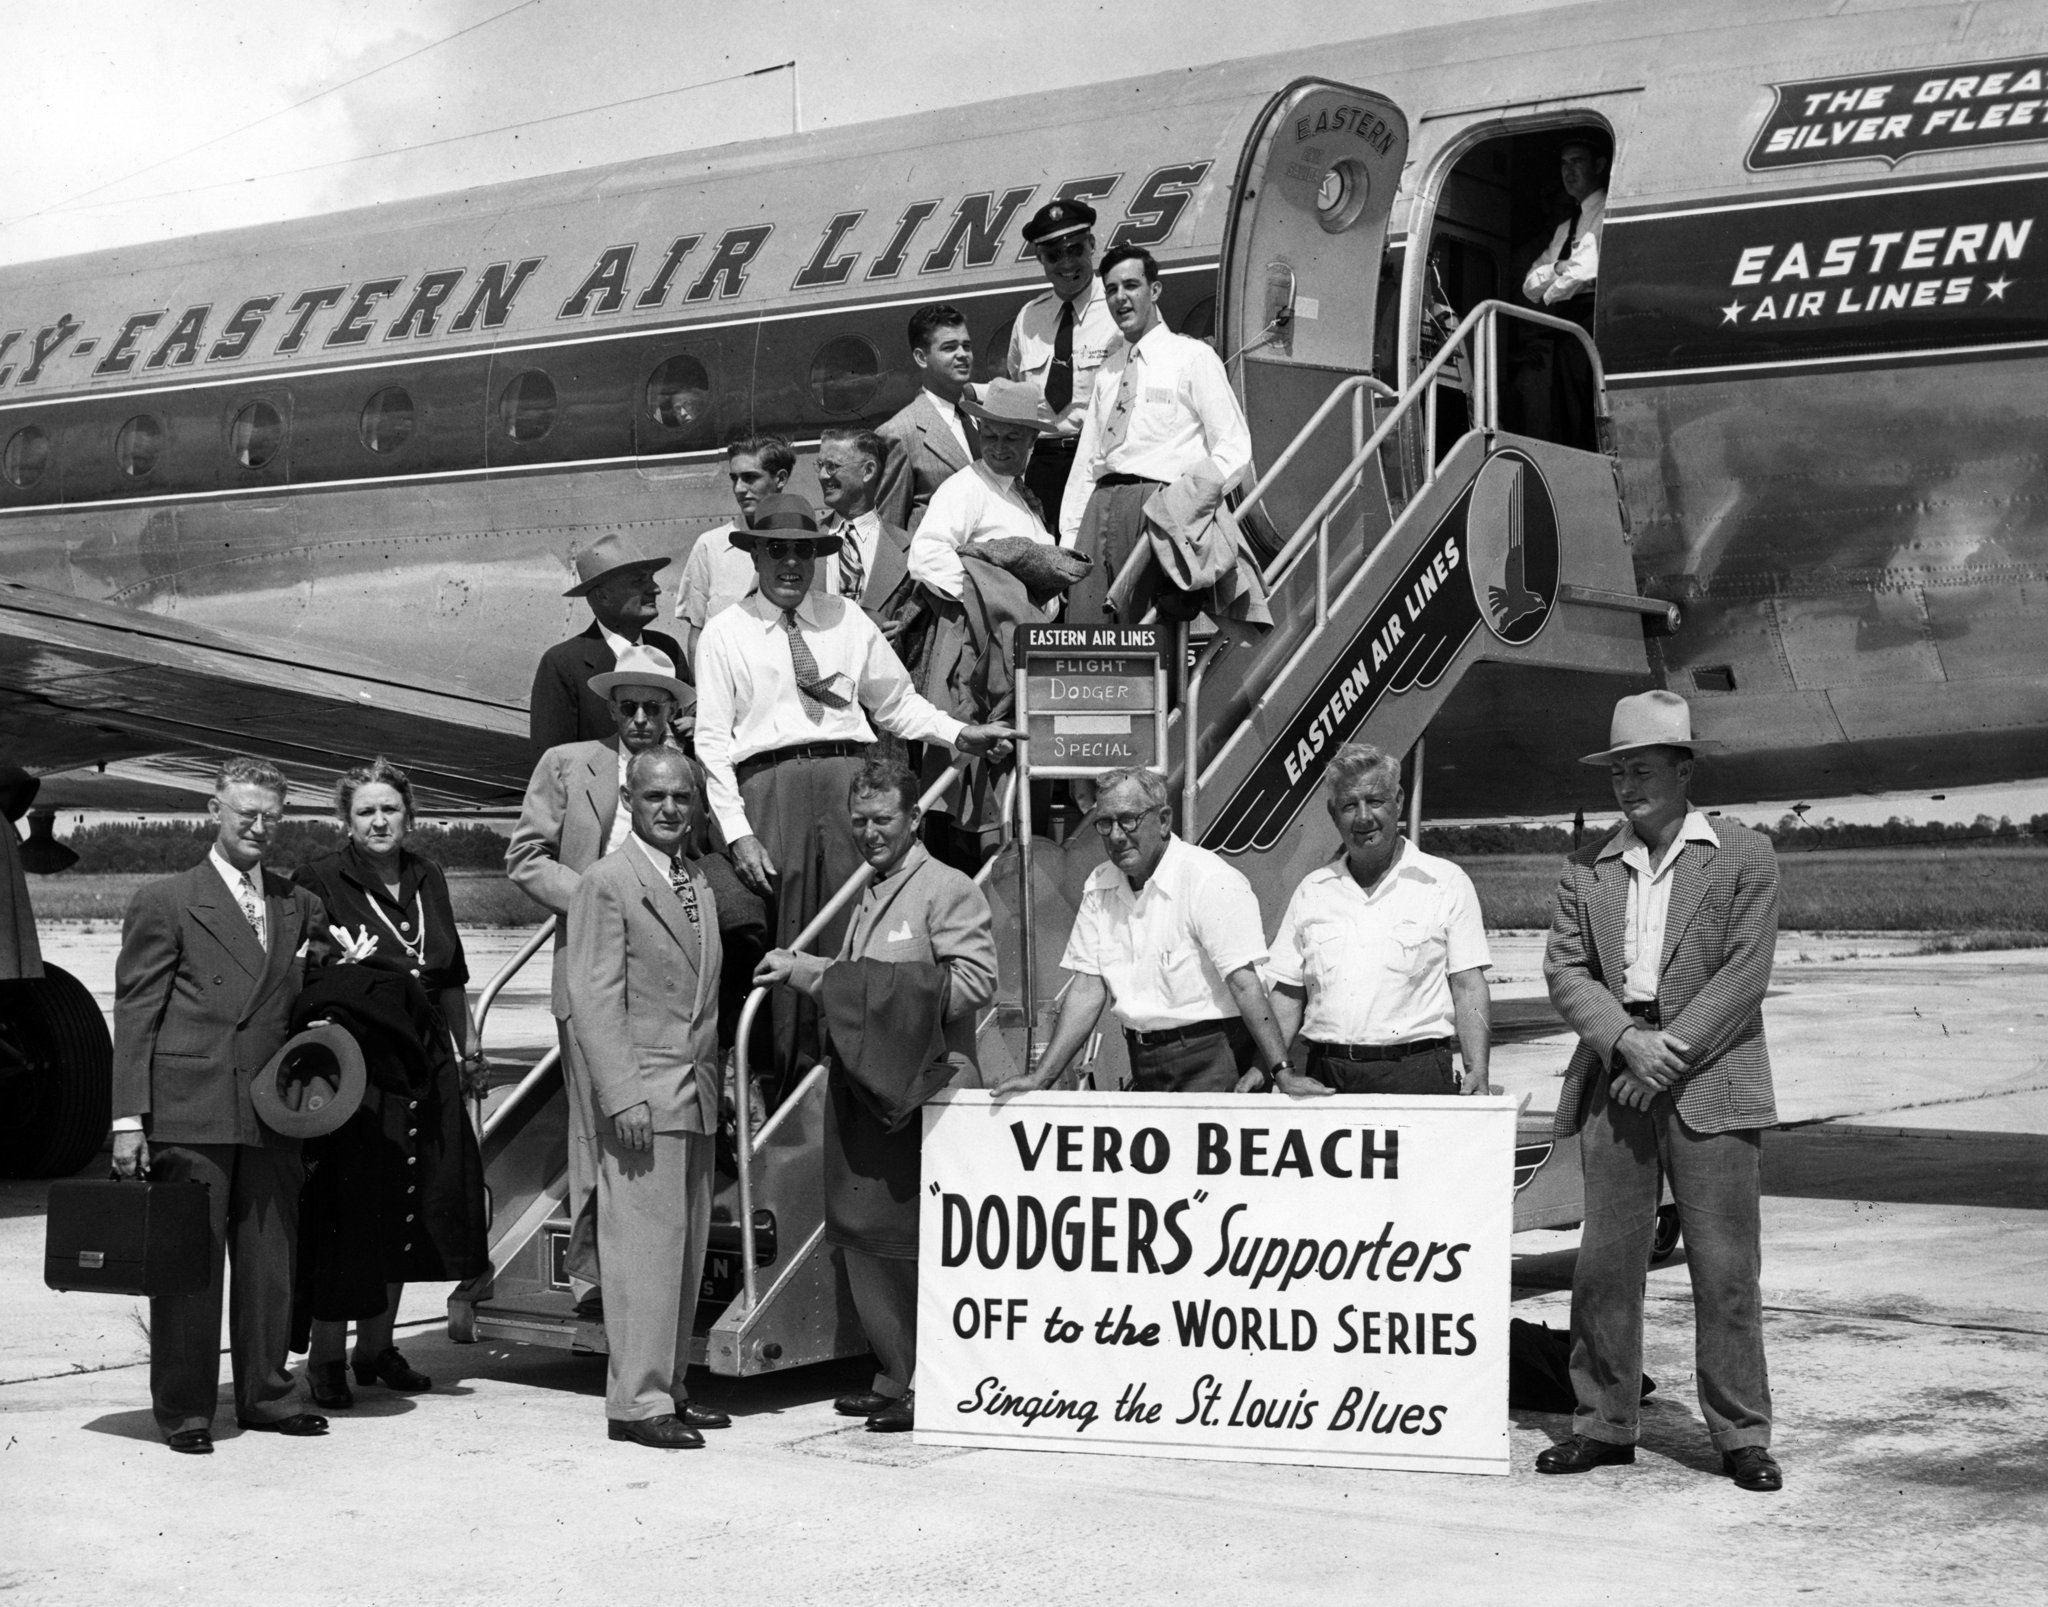 THE GREA
SILVER FLEET
EASTERN
LY-EASTERN AIR LINES
EASTERN
AIR LINES
EASTERN AIR LINES
EASTERN AIR LINES
FLIGHT
DODGER
SPECIAL
VERO BEACH
"DODGERS" Supporters
OFF to the WORLD SERIES
Singing the St. Louis Blues